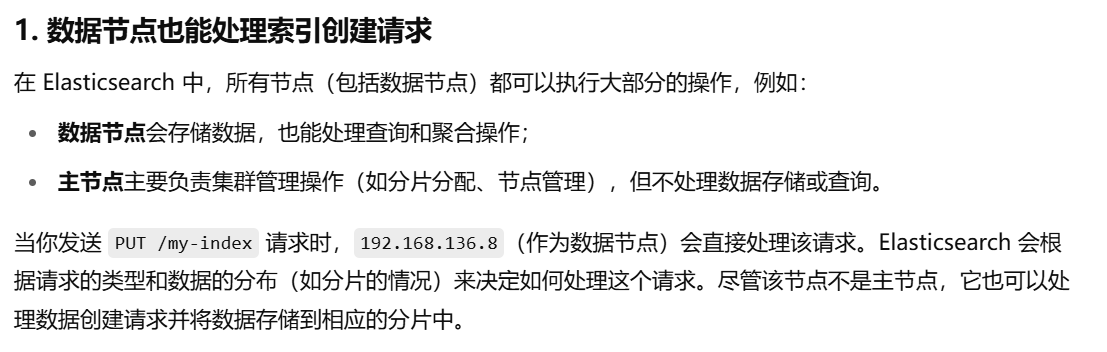 1. 数据节点也能处理索引创建请求
在 Elasticsearch 中，所有节点（包括数据节点）都可以执行大部分的操作，例如：
• 数据节点会存储数据，也能处理查询和聚合操作；
• 主节点主要负责集群管理操作（如分片分配、节点管理），但不处理数据存储或查询。
当你发送 PUT /my-index 请求时，192.168.136.8（作为数据节点）会直接处理该请求。Elasticsearch 会根
据请求的类型和数据的分布（如分片的情况）来决定如何处理这个请求。尽管该节点不是主节点，它也可以处
理数据创建请求并将数据存储到相应的分片中。